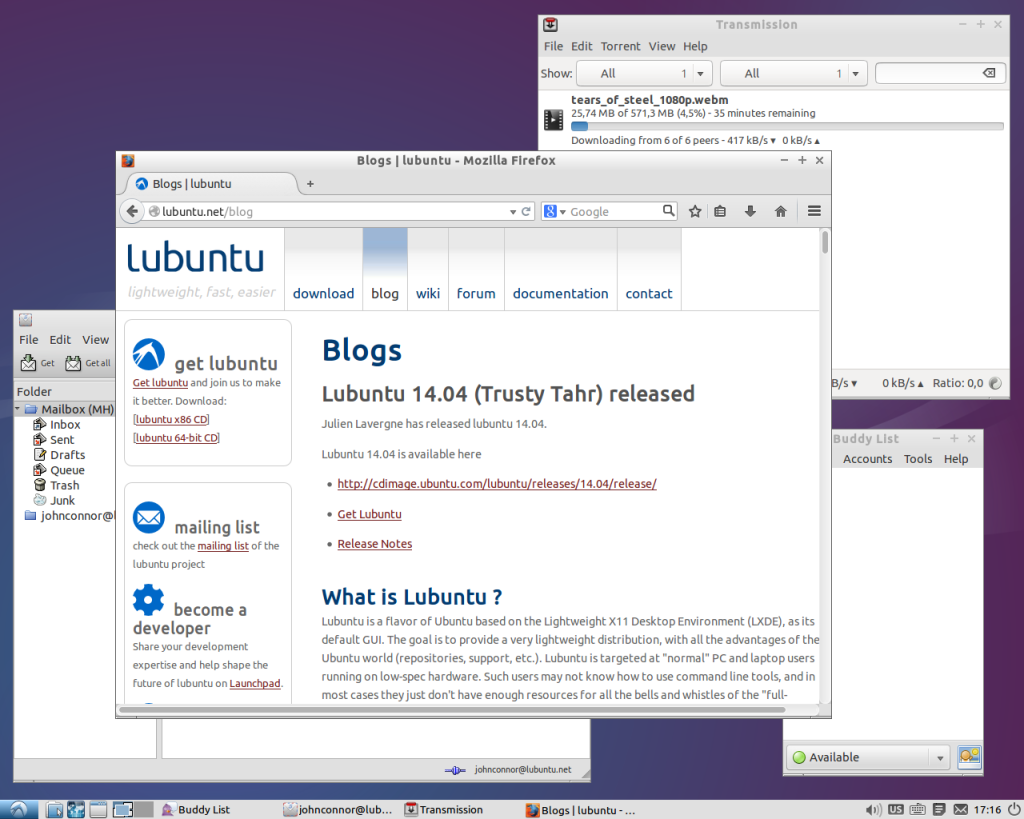 Transmission
File Edit Torrent View Help
Show: All 1 All 1
tears_of_steel_1080p.webm
25,74 MB of 571,3 MB (4,5%) - 35 minutes remaining
Downloading from 6 of 6 peers - 417 kB/s 0 kB/s
B/s 0 kB/s Ratio: 0,0
Blogs | lubuntu - Mozilla Firefox
Blogs | lubuntu
lubuntu.net/blog
Google
lubuntu
lightweight, fast, easier
download blog wiki forum documentation contact
get lubuntu
Get lubuntu and join us to make
it better. Download:
[lubuntu x86 CD]
[lubuntu 64-bit CD]
mailing list
check out the mailing list of the
lubuntu project
become a
developer
Share your development
expertise and help shape the
future of lubuntu on Launchpad.
Blogs
Lubuntu 14.04 (Trusty Tahr) released
Julien Lavergne has released lubuntu 14.04.
Lubuntu 14.04 is available here
• http://cdimage.ubuntu.com/lubuntu/releases/14.04/release/
• Get Lubuntu
• Release Notes
What is Lubuntu ?
Lubuntu is a flavor of Ubuntu based on the Lightweight X11 Desktop Environment (LXDE), as its
default GUI. The goal is to provide a very lightweight distribution, with all the advantages of the
Ubuntu world (repositories, support, etc.). Lubuntu is targeted at "normal" PC and laptop users
running on low-spec hardware. Such users may not know how to use command line tools, and in
most cases they just don't have enough resources for all the bells and whistles of the "full-
File Edit View
Get Get all
Folder
Mailbox (MH)
Inbox
Sent
Drafts
Queue
Trash
Junk
johnconnor@l
johnconnor@lubuntu.net
Buddy List
Accounts Tools Help
Available
Buddy List johnconnor@lub... Transmission Blogs | lubuntu - ... US 17:16